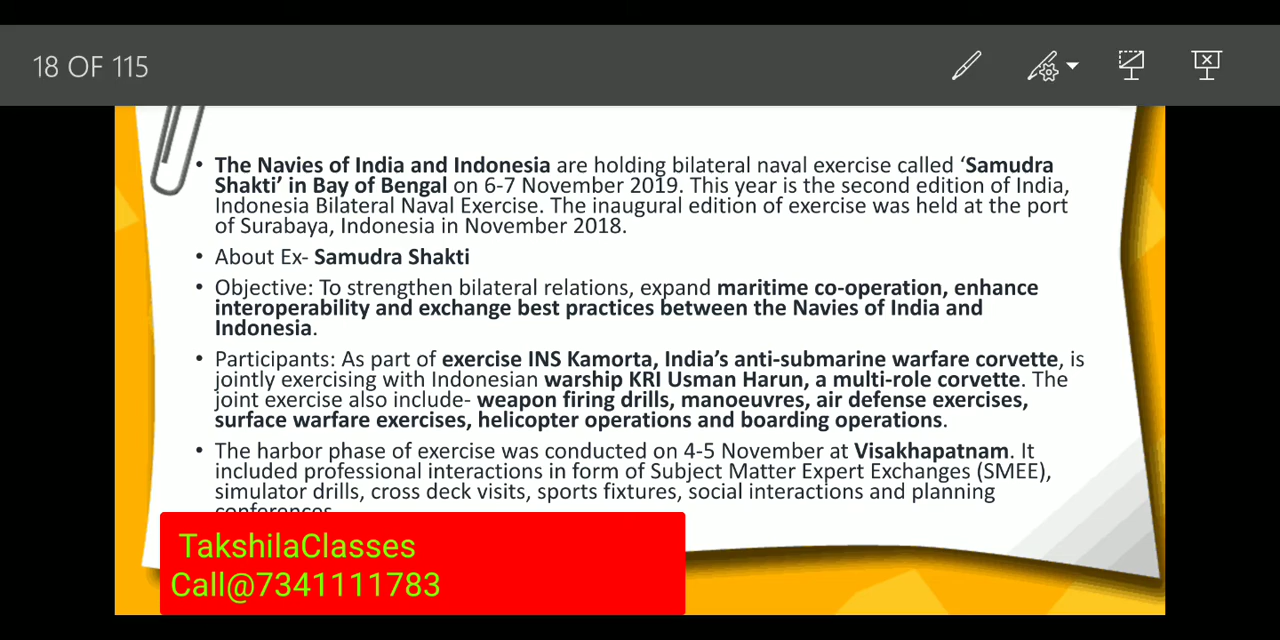 18 OF 115
• The Navies of India and Indonesia are holding bilateral naval exercise called ‘Samudra
Shakti’ in Bay of Bengal on 6-7 November 2019. This year is the second edition of India,
Indonesia Bilateral Naval Exercise. The inaugural edition of exercise was held at the port
of Surabaya, Indonesia in November 2018.
• About Ex- Samudra Shakti
• Objective: To strengthen bilateral relations, expand maritime co-operation, enhance
interoperability and exchange best practices between the Navies of India and
Indonesia.
• Participants: As part of exercise INS Kamorta, India’s anti-submarine warfare corvette, is
jointly exercising with Indonesian warship KRI Usman Harun, a multi-role corvette. The
joint exercise also include- weapon firing drills, manoeuvres, air defense exercises,
surface warfare exercises, helicopter operations and boarding operations.
• The harbor phase of exercise was conducted on 4-5 November at Visakhapatnam. It
included professional interactions in form of Subject Matter Expert Exchanges (SMEE),
simulator drills, cross deck visits, sports fixtures, social interactions and planning
conferences.
TakshilaClasses
Call@7341111783